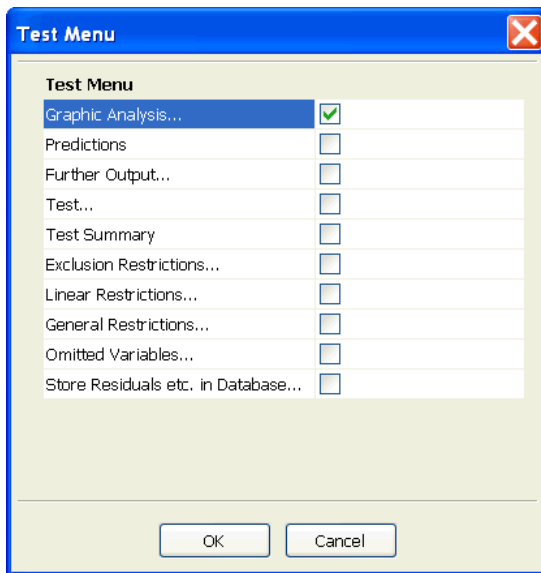 Test Menu
Test Menu
Graphic Analysis...
Predictions
Further Output...
Test...
Test Summary
Exclusion Restrictions...
Linear Restrictions...
General Restrictions...
Omitted Variables...
Store Residuals etc. in Database...
OK Cancel